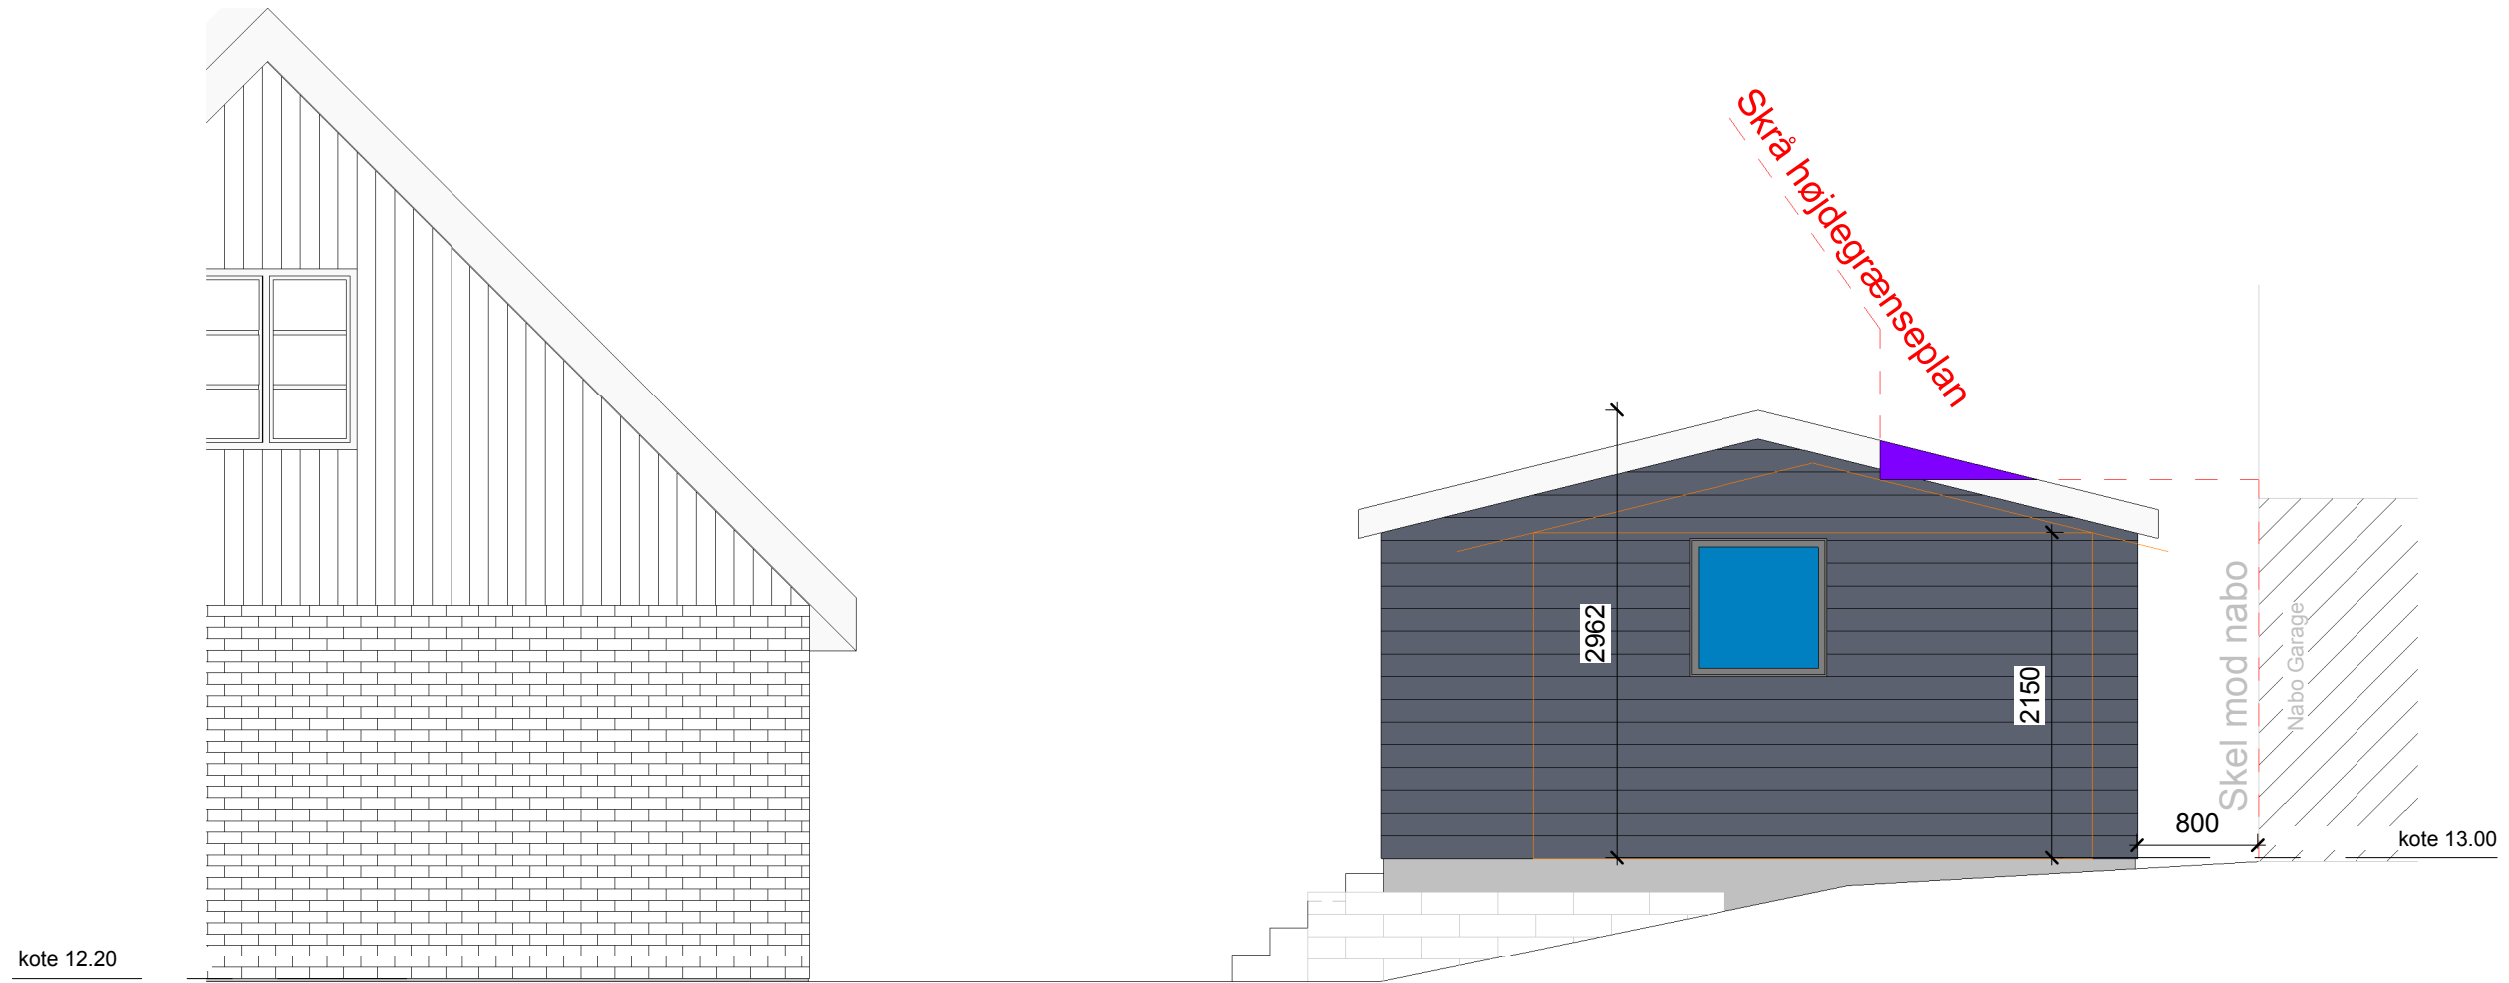 Skrå højdegrænseplan
2962
2150
Skel mod nabo
Nabo Garage
800
kote 13.00
kote 12.20